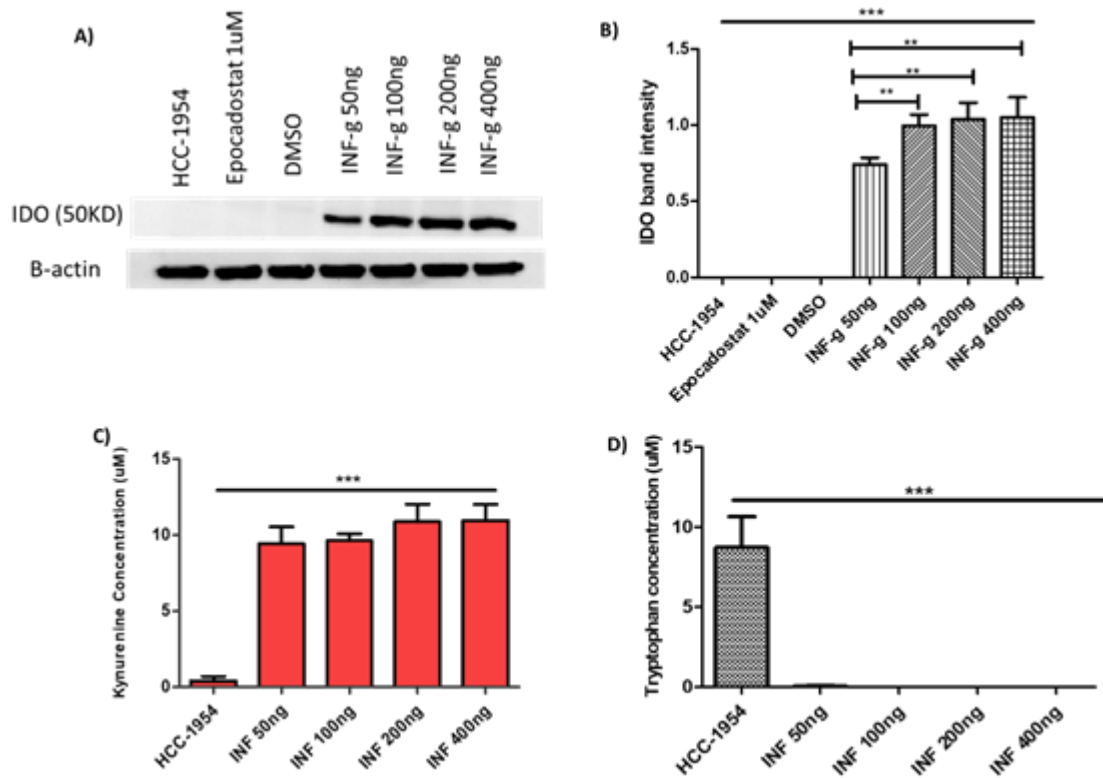 A)
HCC-1954
Epocadostat 1uM
DMSO
INF-g 50ng
INF-g 100ng
INF-g 200ng
INF-g 400ng
IDO (50KD)
B-actin
B)
***
**
**
**
1.5
1.0
0.5
0.0
IDO band intensity
HCC-1954
Epocadostat 1uM
DMSO
INF-g 50ng
INF-g 100ng
INF-g 200ng
INF-g 400ng
C)
***
15
10
5
0
Kynurenine Concentration (uM)
HCC-1954
INF 50ng
INF 100ng
INF 200ng
INF 400ng
D)
***
15
10
5
0
Tryptophan concentration (uM)
HCC-1954
INF 50ng
INF 100ng
INF 200ng
INF 400ng